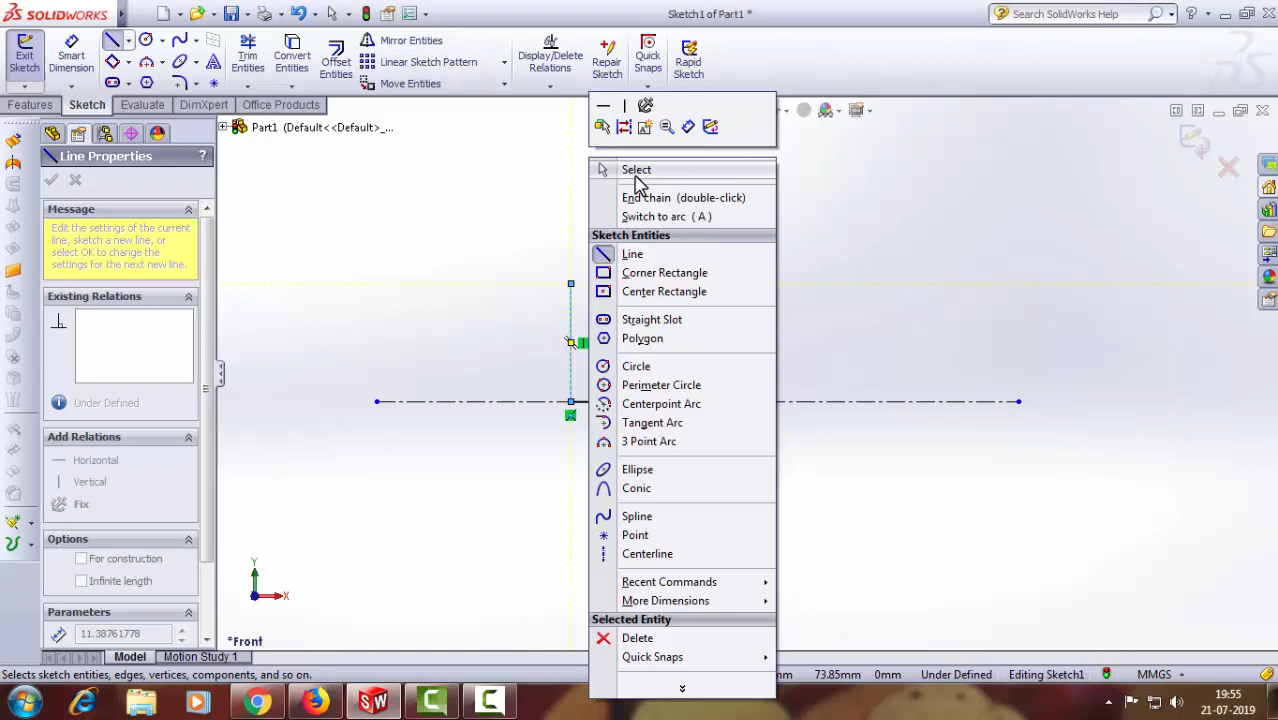 SOLIDWORKS
Sketch1 of Part1 *
Search SolidWorks Help
Exit Sketch
Smart Dimension
Trim Entities
Convert Entities
Offset Entities
Mirror Entities
Linear Sketch Pattern
Move Entities
Display/Delete Relations
Repair Sketch
Quick Snaps
Rapid Sketch
Features
Sketch
Evaluate
DimXpert
Office Products
Part1 (Default<<Default>_...
Line Properties
?
Message
Edit the settings of the current
line, sketch a new line, or
select OK to change the
settings for the next new line.
Existing Relations
Under Defined
Add Relations
Horizontal
Vertical
Fix
Options
For construction
Infinite length
Parameters
11.38761778
Select
End chain (double-click)
Switch to arc (A)
Sketch Entities
Line
Corner Rectangle
Center Rectangle
Straight Slot
Polygon
Circle
Perimeter Circle
Centerpoint Arc
Tangent Arc
3 Point Arc
Ellipse
Conic
Spline
Point
Centerline
Recent Commands
More Dimensions
Selected Entity
Delete
Quick Snaps
Y
X
*Front
Model
Motion Study 1
Selects sketch entities, edges, vertices, components, and so on.
mm 73.85mm 0mm Under Defined Editing Sketch1 MMGS
19:55
21-07-2019